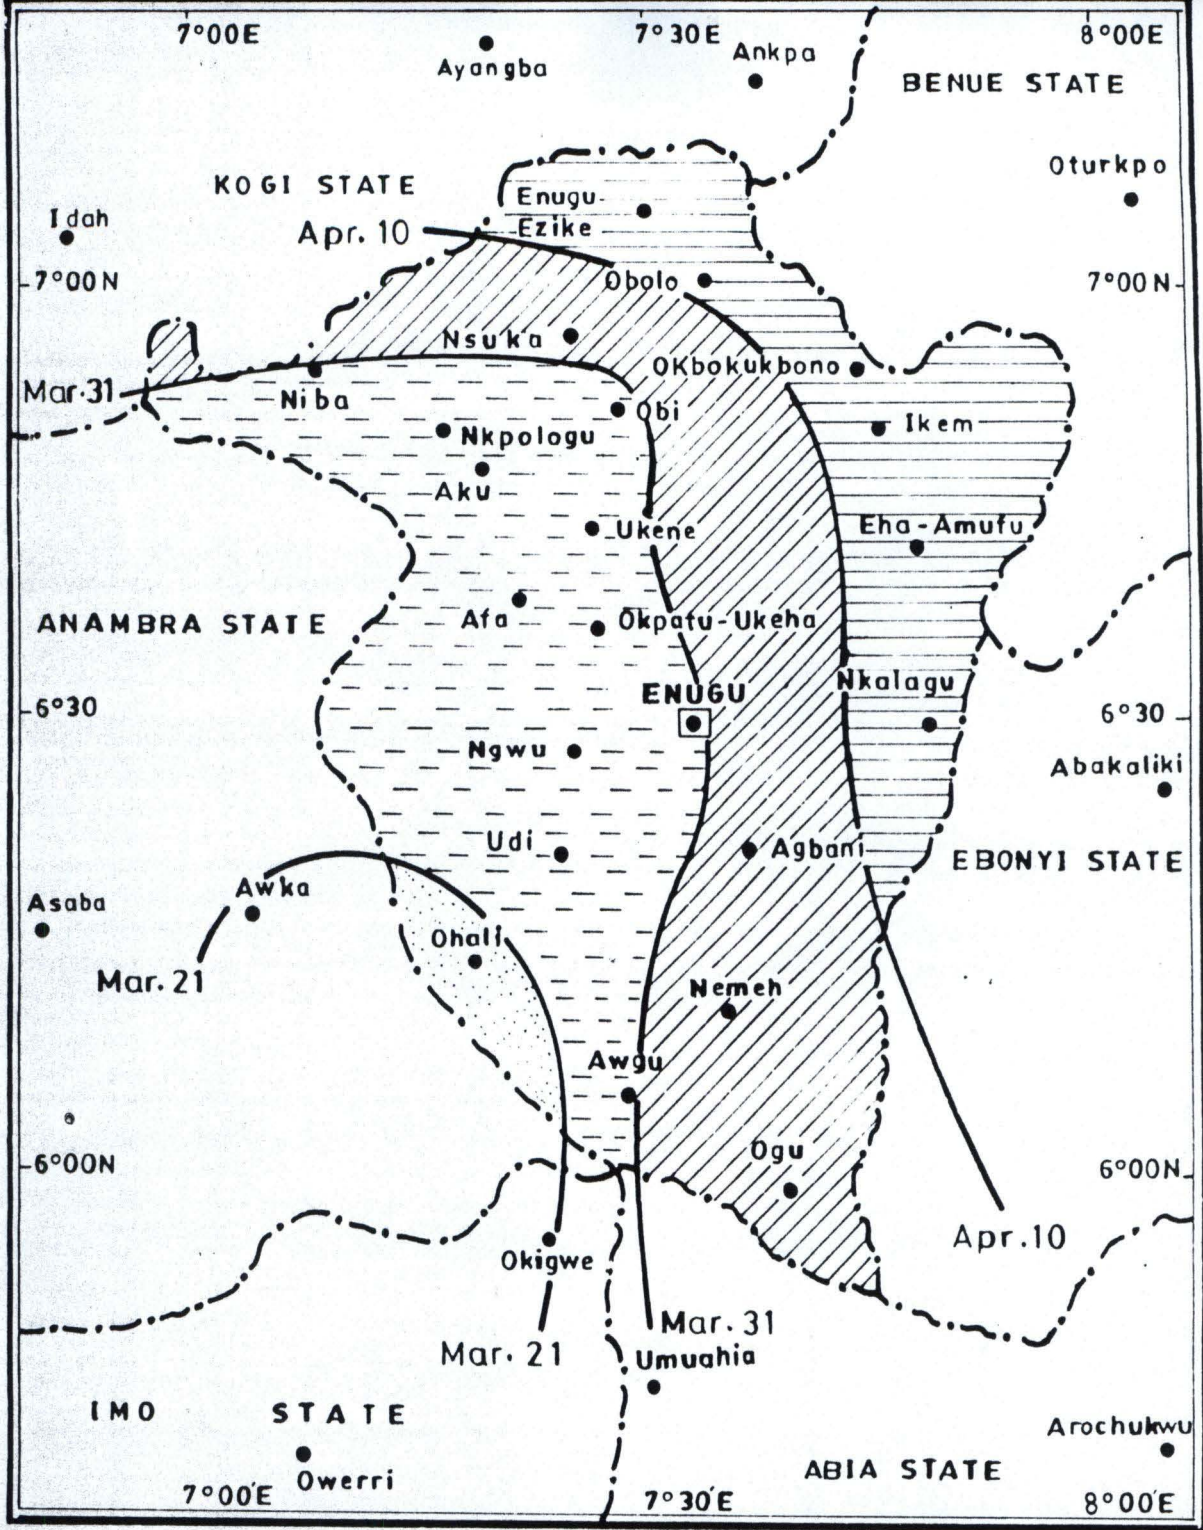 7°00E
7°30E
8°00E
Ayangba
Ankpa
BENUE STATE
Oturkpo
KOGI STATE
Enugu
Ezike
Idah
Apr. 10
7°00N
7°00N
Obolo
Nsuka
OKbokukbono
Mar.31
Niba
Obi
Ikem
Nkpologu
Aku
Ukene
Eha-Amufu
ANAMBRA STATE
Afa
Okpatu-Ukeha
Nkalagu
ENUGU
6°30
6°30
Ngwu
Abakaliki
Udi
Agbani
EBONYI STATE
Awka
Asaba
Ohali
Mar. 21
Nemeh
Awgu
Ogu
6°00N
6°00N
Apr.10
Okigwe
Mar. 31
Mar. 21
Umuahia
IMO STATE
Arochukwu
Owerri
ABIA STATE
7°00'E
7°30'E
8°00'E